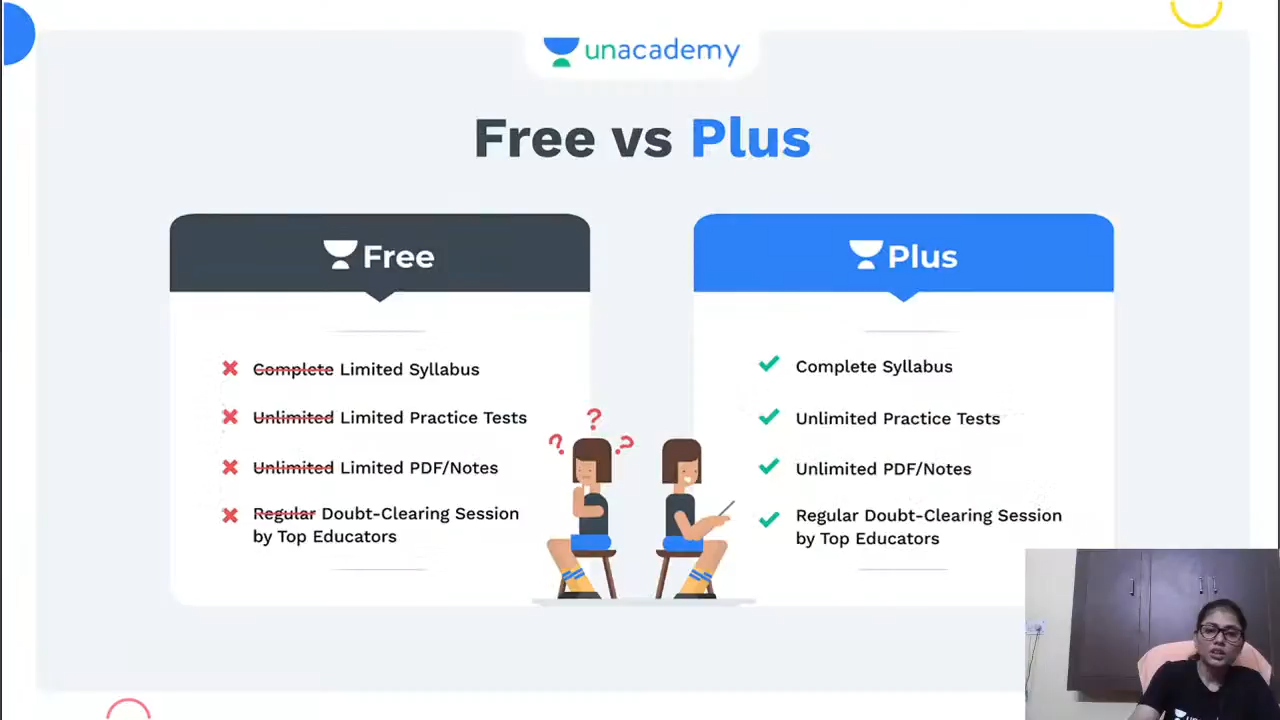 unacademy
Free vs Plus
Free
Complete Limited Syllabus
Unlimited Limited Practice Tests
Unlimited Limited PDF/Notes
Regular Doubt-Clearing Session
by Top Educators
? ? ?
Plus
Complete Syllabus
Unlimited Practice Tests
Unlimited PDF/Notes
Regular Doubt-Clearing Session
by Top Educators